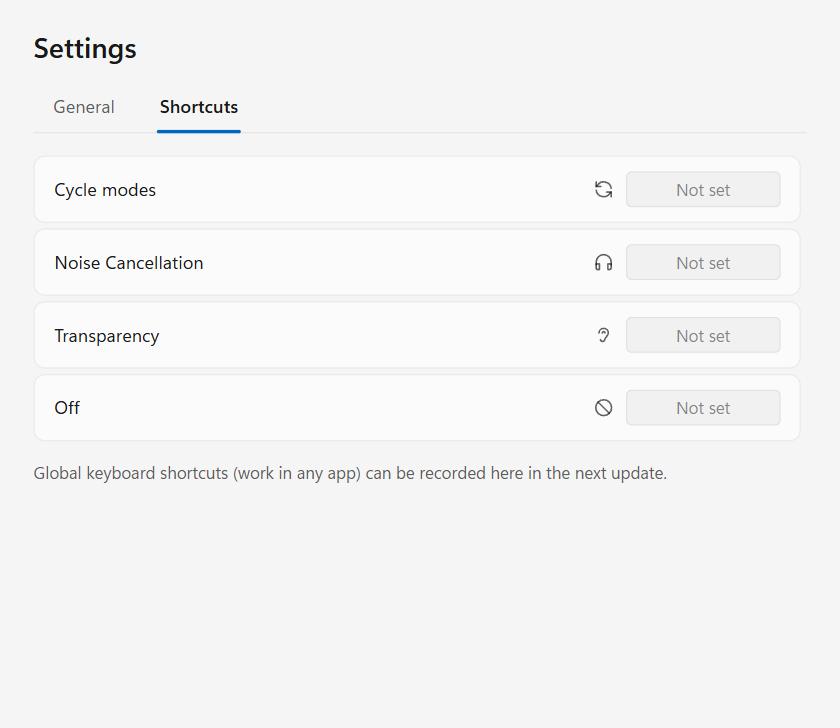 Settings
General
Shortcuts
Cycle modes
Not set
Noise Cancellation
Not set
Transparency
Not set
Off
Not set
Global keyboard shortcuts (work in any app) can be recorded here in the next update.